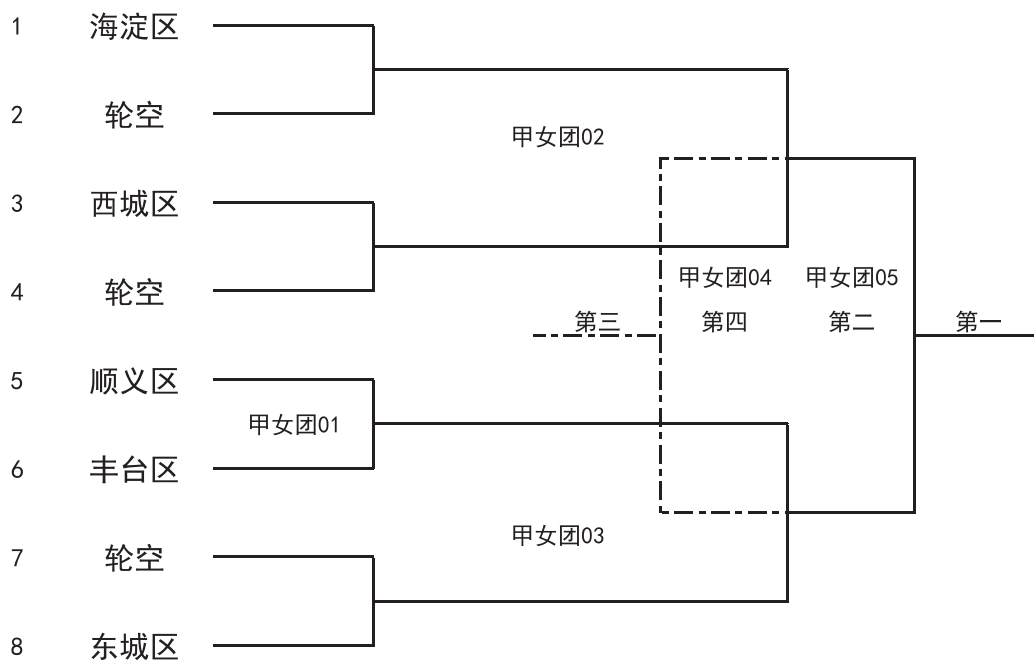 1 海淀区
2 轮空
甲女团02
3 西城区
4 轮空
甲女团04 甲女团05
第三 第四 第二 第一
5 顺义区
甲女团01
6 丰台区
甲女团03
7 轮空
8 东城区